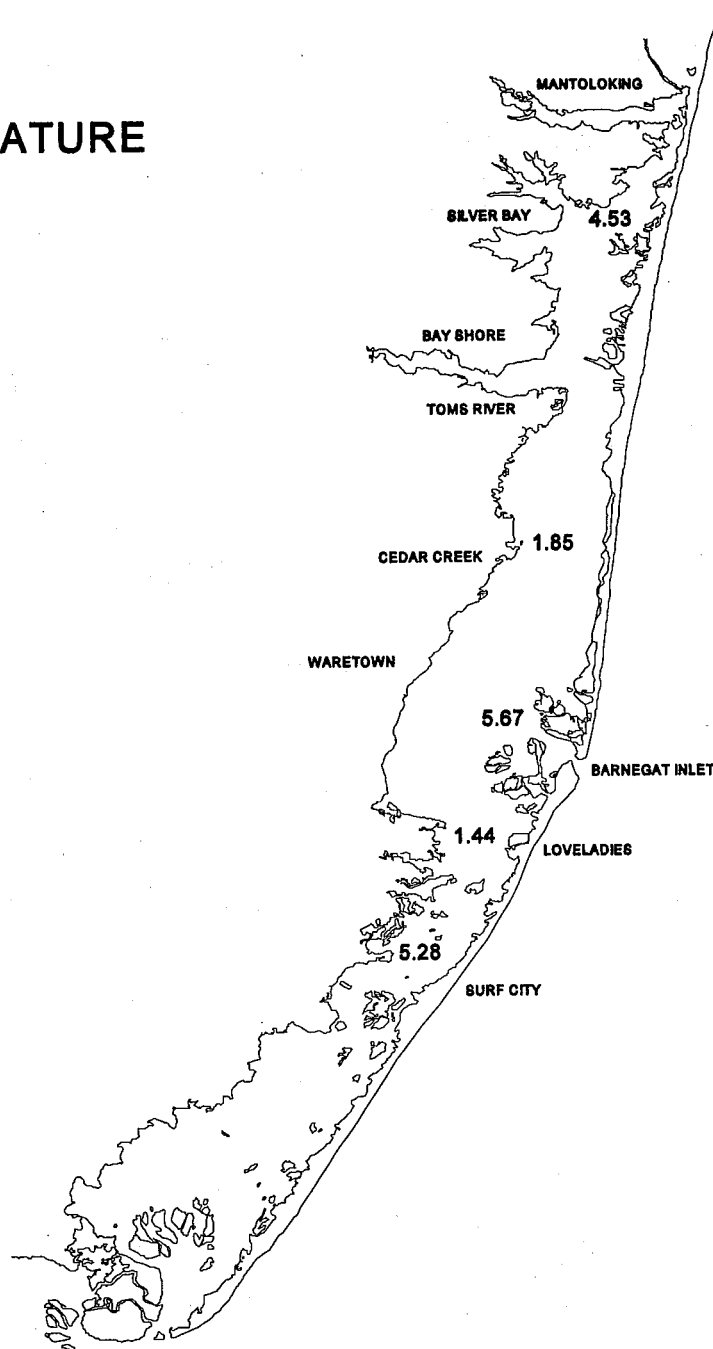 MANTOLOKING
ATURE
SILVER BAY
4.53
BAY SHORE
TOMS RIVER
1.85
CEDAR CREEK
WARETOWN
5.67
BARNEGAT INLET
1.44
LOVELADIES
5.28
SURF CITY